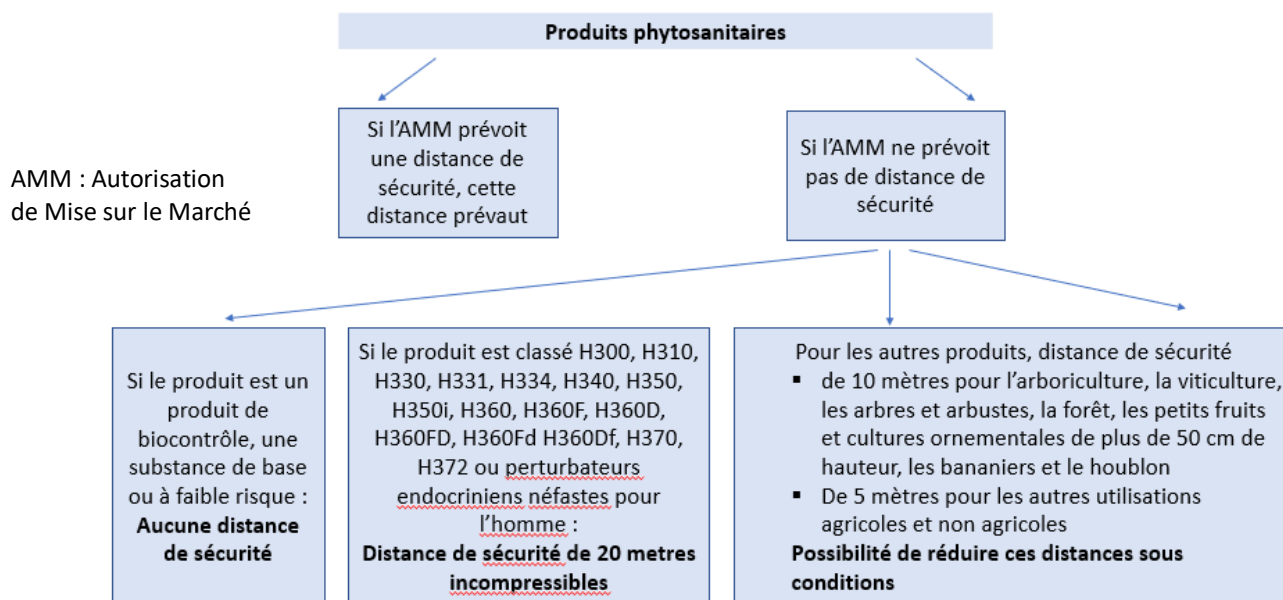 Produits phytosanitaires
Si l’AMM prévoit
une distance de
sécurité, cette
distance prévaut
Si l’AMM ne prévoit
pas de distance de
sécurité
AMM : Autorisation
de Mise sur le Marché
Si le produit est un
produit de
biocontrôle, une
substance de base
ou à faible risque :
Aucune distance
de sécurité
Si le produit est classé H300, H310,
H330, H331, H334, H340, H350,
H350i, H360, H360F, H360D,
H360FD, H360Fd H360Df, H370,
H372 ou perturbateurs
endocriniens néfastes pour
l’homme :
Distance de sécurité de 20 metres
incompressibles
Pour les autres produits, distance de sécurité
▪ de 10 mètres pour l’arboriculture, la viticulture,
les arbres et arbustes, la forêt, les petits fruits
et cultures ornementales de plus de 50 cm de
hauteur, les bananiers et le houblon
▪ De 5 mètres pour les autres utilisations
agricoles et non agricoles
Possibilité de réduire ces distances sous
conditions